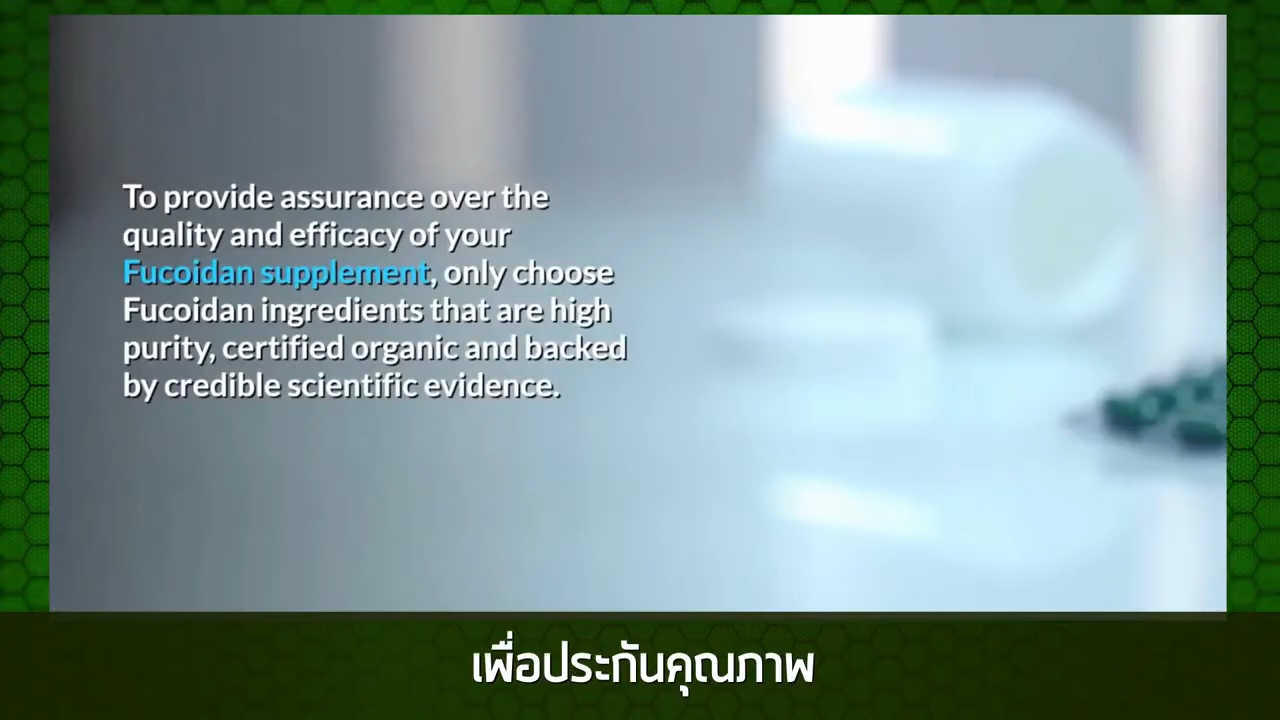 To provide assurance over the
quality and efficacy of your
Fucoidan supplement, only choose
Fucoidan ingredients that are high
purity, certified organic and backed
by credible scientific evidence.
เพื่อประกันคุณภาพ